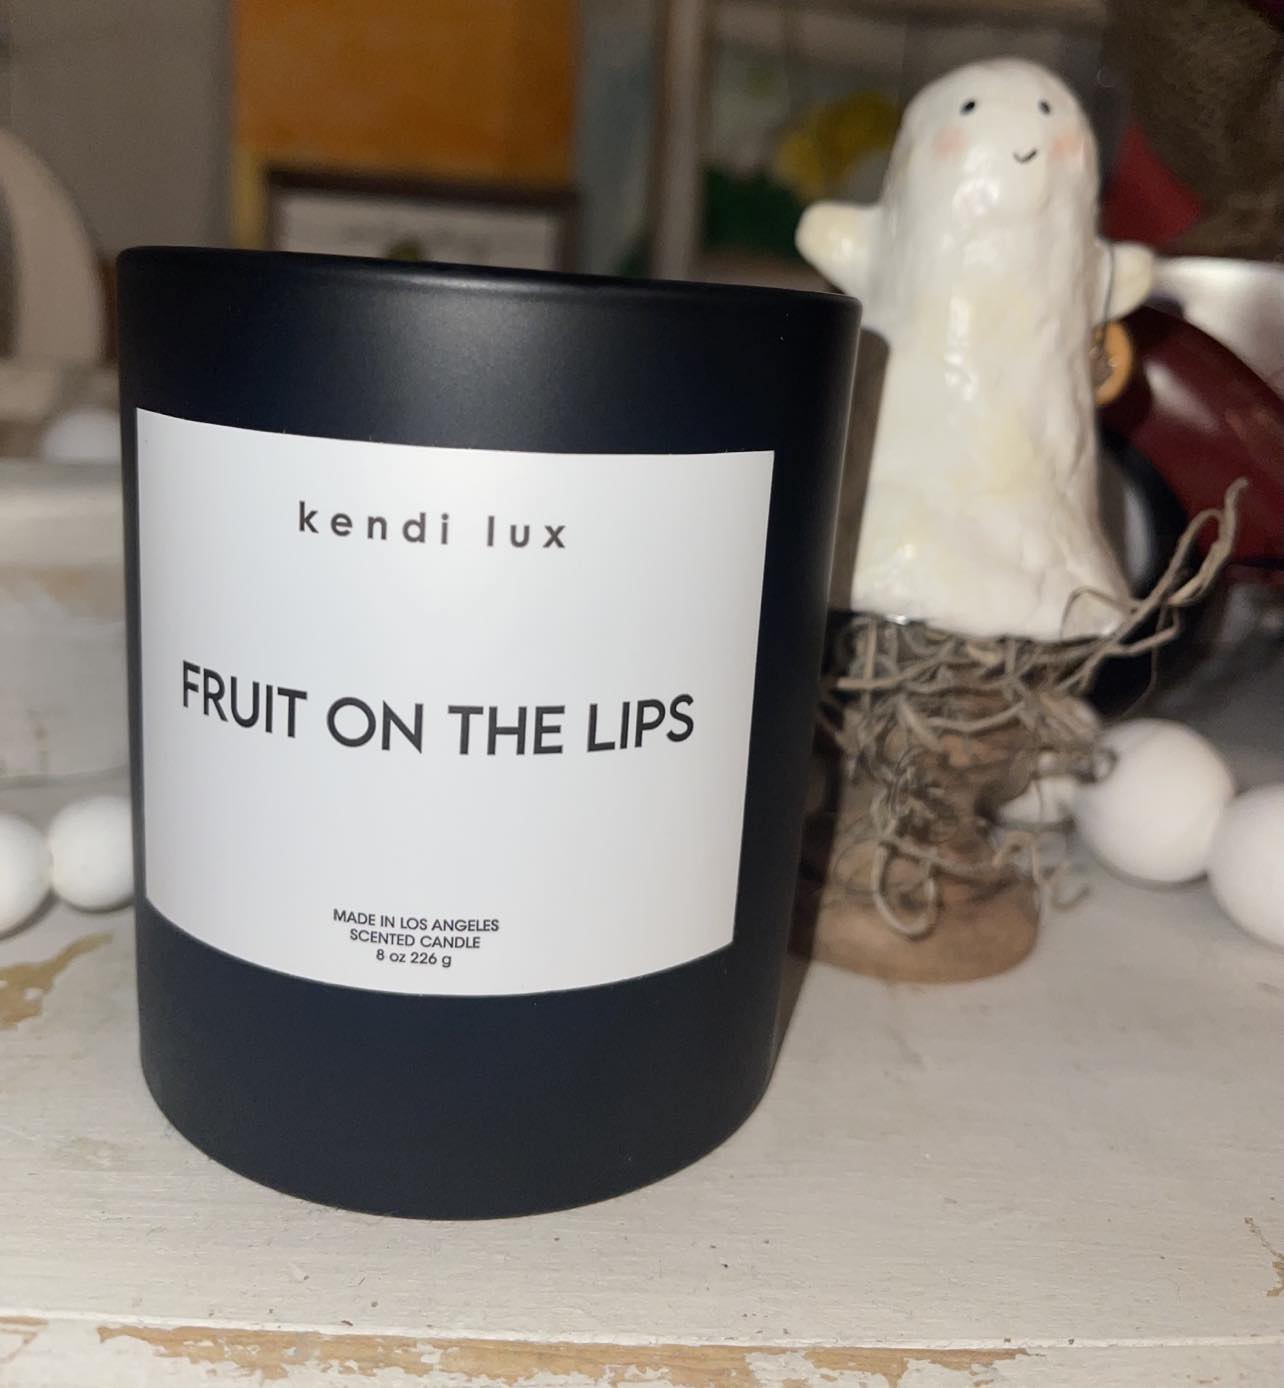 kendi lux
FRUIT ON THE LIPS
MADE IN LOS ANGELES
SCENTED CANDLE
8 oz 226 g